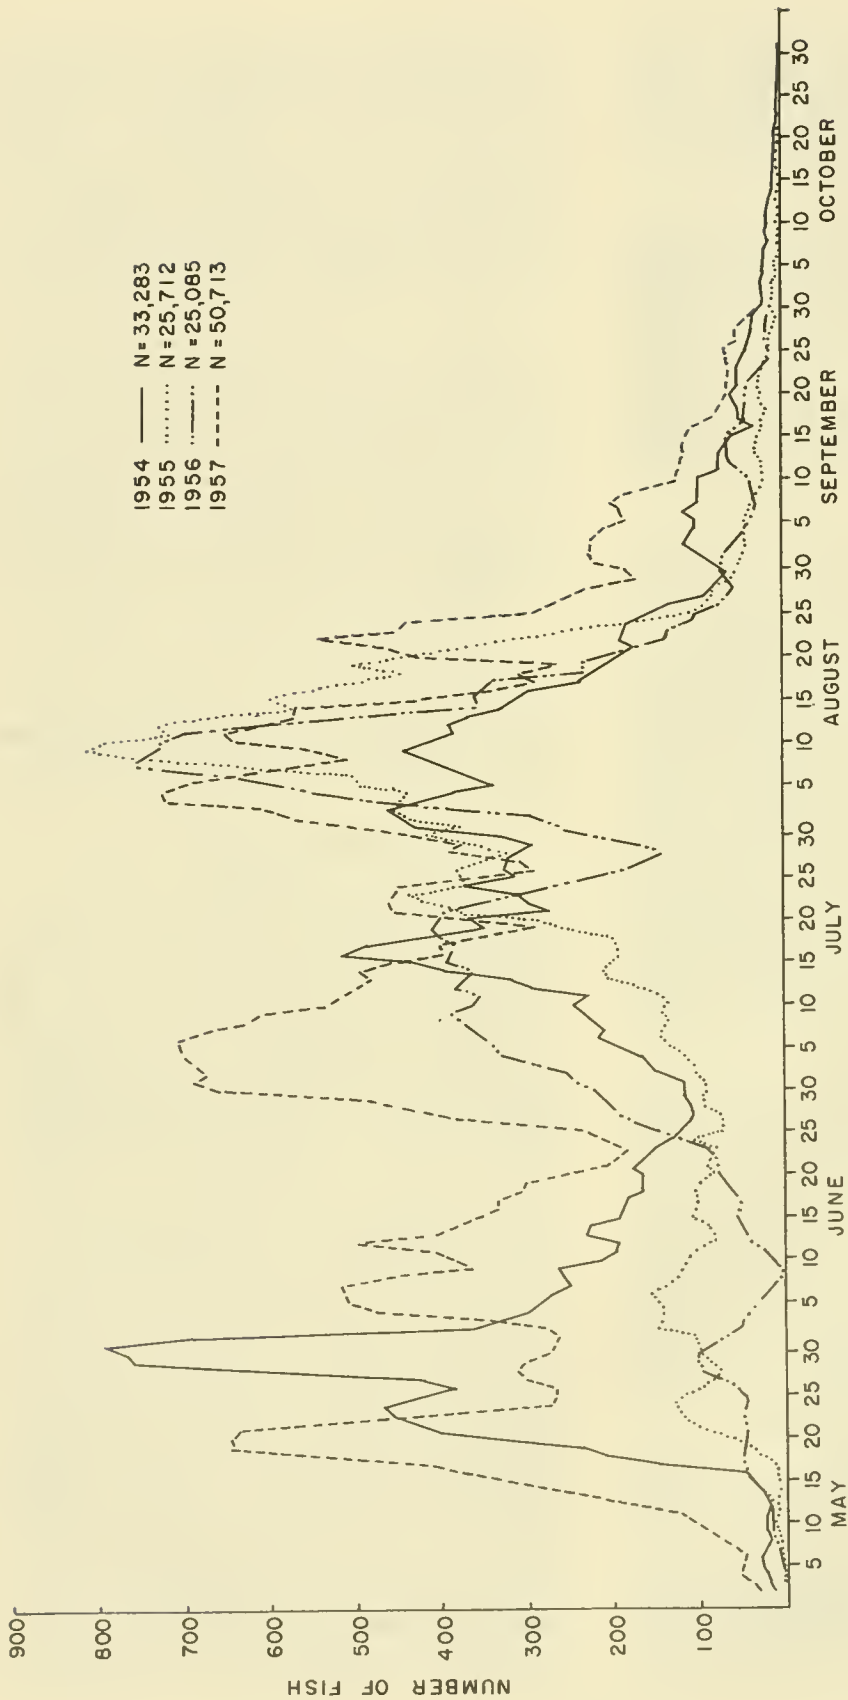 1954 N=33,283
1955 N=25,712
1956 N=25,085
1957 N=50,713
900
800
700
600
500
400
300
200
100
NUMBER OF FISH
5 10 15 20 25 30 5 10 15 20 25 30 5 10 15 20 25 30 5 10 15 20 25 30 5 10 15 20 25 30 5 10 15 20 25 30
MAY JUNE JULY AUGUST SEPTEMBER OCTOBER